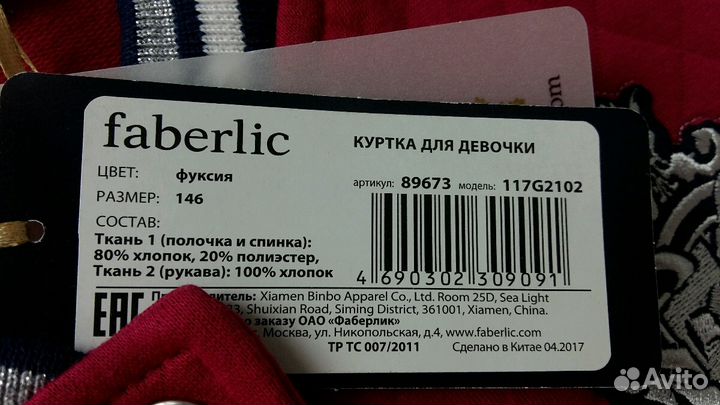 faberlic
КУРТКА ДЛЯ ДЕВОЧКИ
ЦВЕТ: фуксия
артикул: 89673 модель: 117G2102
РАЗМЕР: 146
СОСТАВ:
Ткань 1 (полочка и спинка):
80% хлопок, 20% полиэстер,
Ткань 2 (рукава): 100% хлопок
4 690302 309091
EAC
Xiamen Binbo Apparel Co., Ltd. Room 25D, Sea Light
Shuixian Road, Siming District, 361001, Xiamen, China.
о заказу ОАО «Фаберлик»
Москва, ул. Никопольская, д.4, www.faberlic.com
ТР ТС 007/2011
Сделано в Китае 04.2017
om
Avito